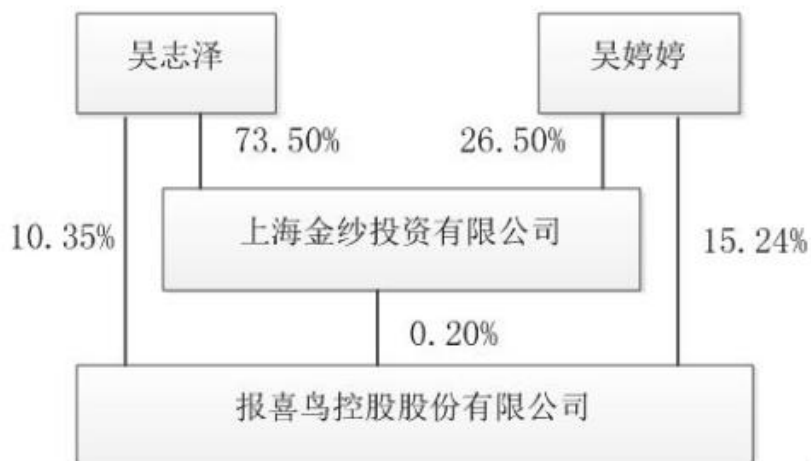 吴志泽
吴婷婷
73.50%
26.50%
10.35%
上海金纱投资有限公司
15.24%
0.20%
报喜鸟控股股份有限公司